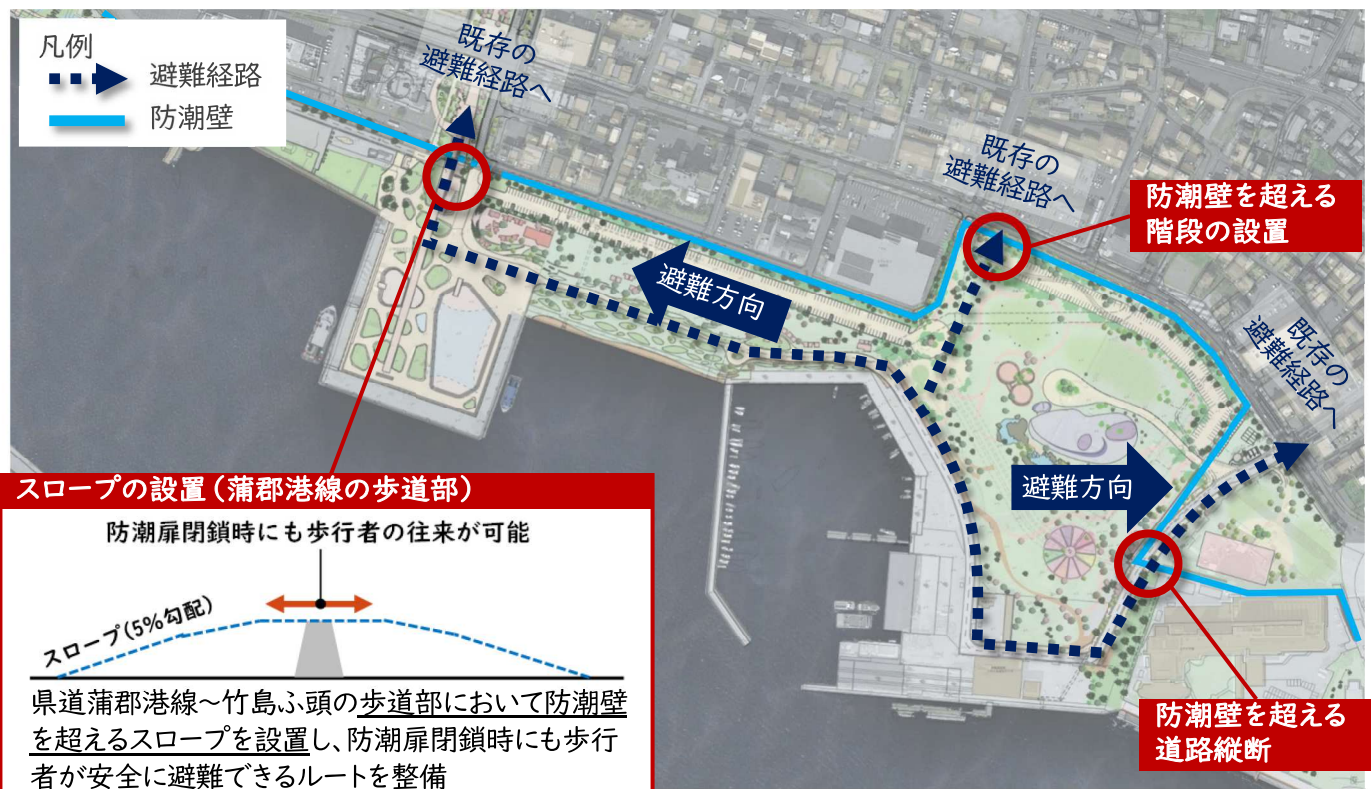 凡例
避難経路
防潮壁
既存の
避難経路へ
既存の
避難経路へ
防潮壁を超える
階段の設置
避難方向
既存の
避難経路へ
避難方向
スロープの設置（蒲郡港線の歩道部）
防潮扉閉鎖時にも歩行者の往来が可能
スロープ(5%勾配)
県道蒲郡港線～竹島ふ頭の歩道部において防潮壁
を超えるスロープを設置し、防潮扉閉鎖時にも歩行
者が安全に避難できるルートを整備
防潮壁を超える
道路縦断